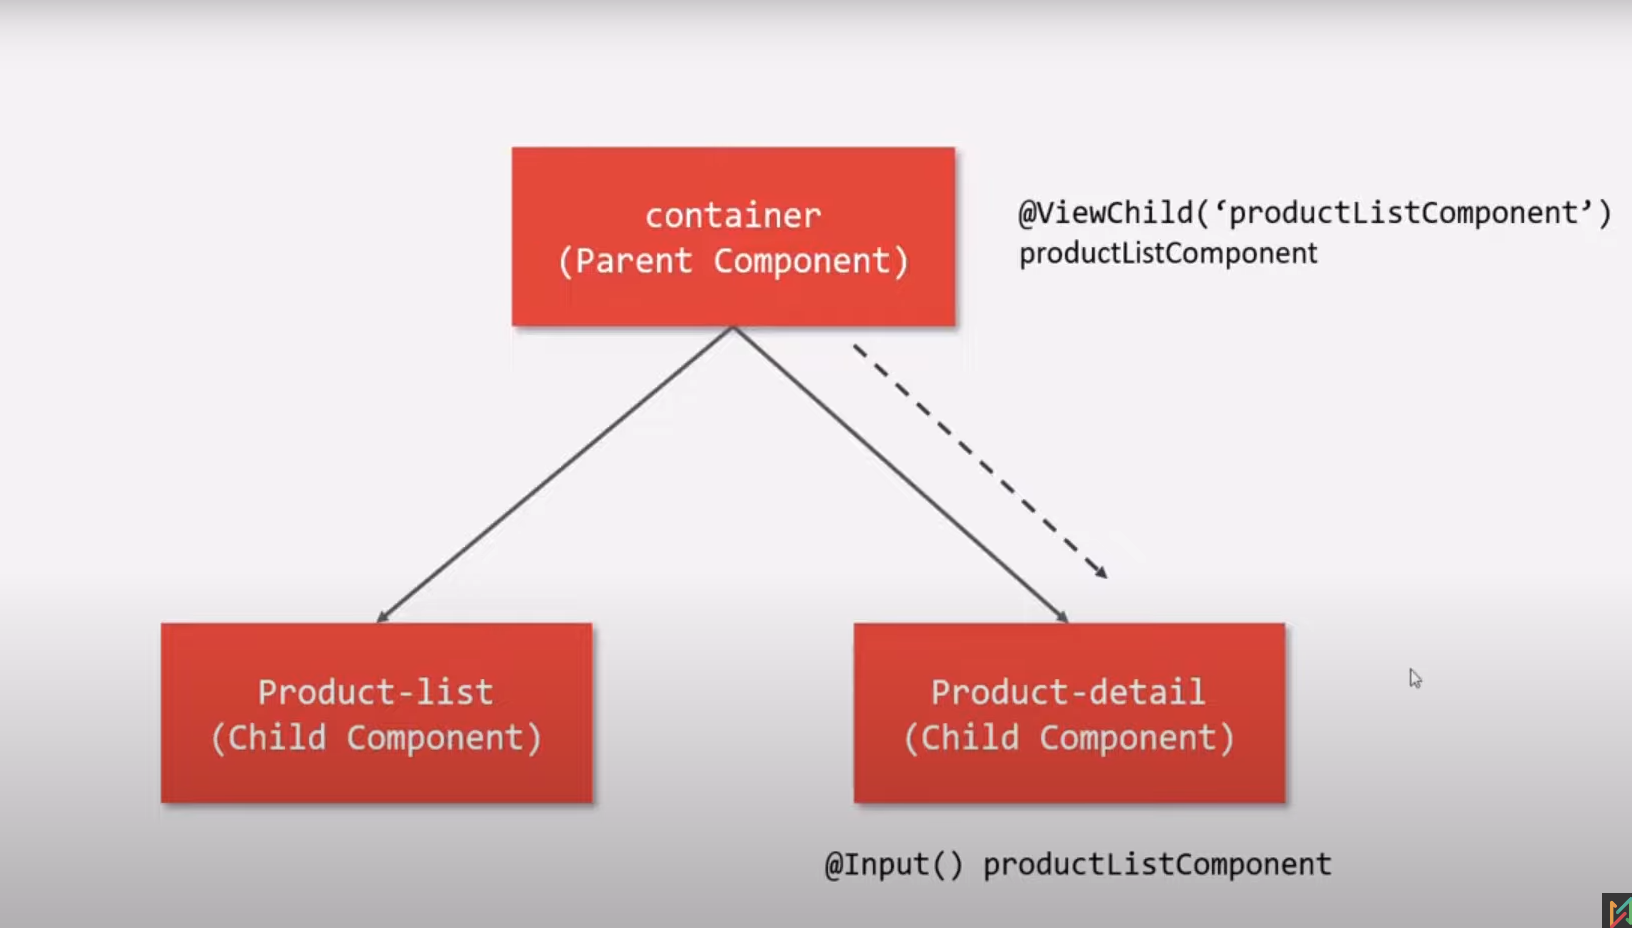 container
(Parent Component)
@ViewChild(‘productListComponent’)
productListComponent
Product-list
(Child Component)
Product-detail
(Child Component)
@Input() productListComponent